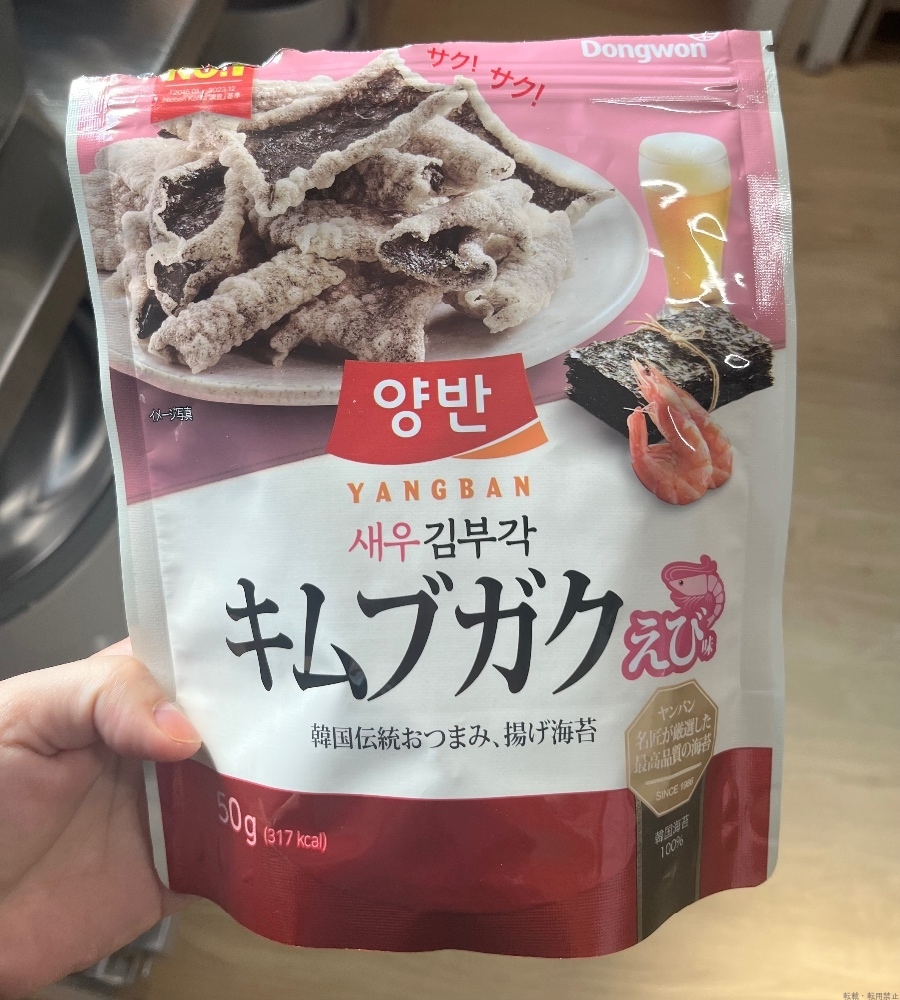 Dongwon
サク! サク!
No.1
イメージ写真
양반
YANGBAN
새우김부각
キムブガク
えび味
韓国伝統おつまみ、揚げ海苔
ヤンバン
名匠が厳選した
最高品質の海苔
SINCE 1986
韓国海苔
100%
50g (317 kcal)
転載・転用禁止